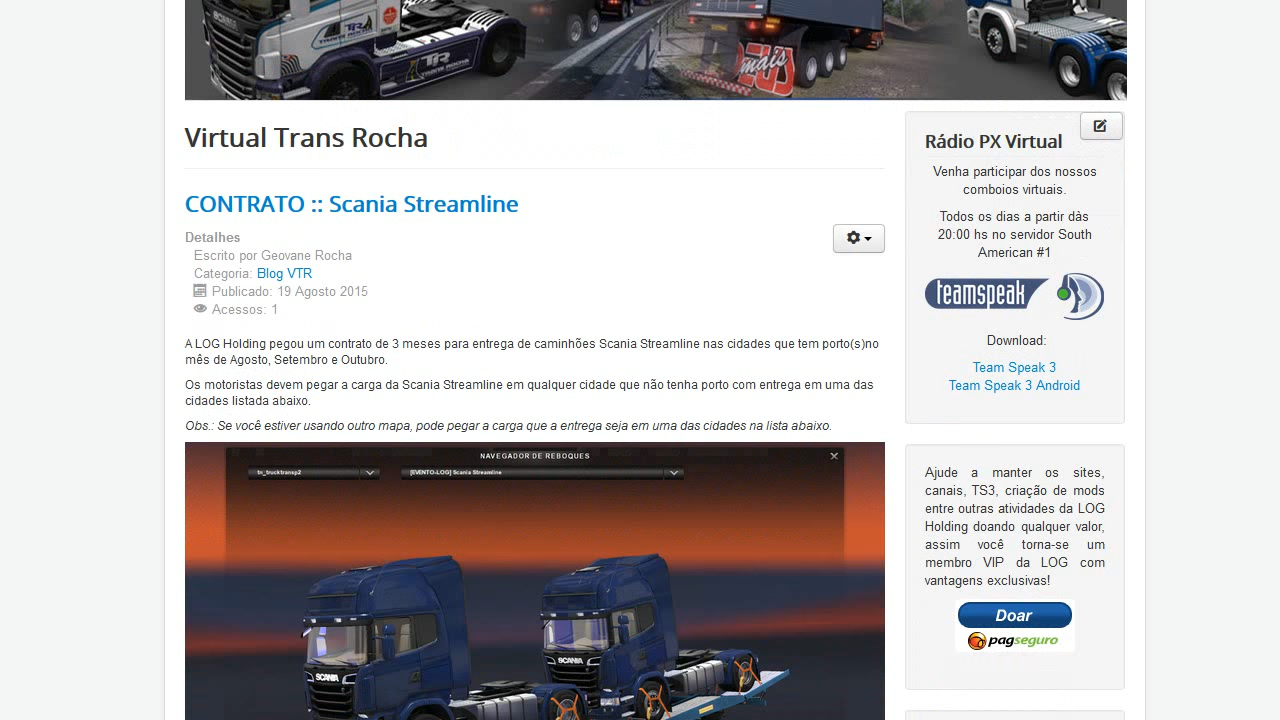 mais
Virtual Trans Rocha
CONTRATO :: Scania Streamline
Detalhes
Escrito por Geovane Rocha
Categoria: Blog VTR
Publicado: 19 Agosto 2015
Acessos: 1
A LOG Holding pegou um contrato de 3 meses para entrega de caminhões Scania Streamline nas cidades que tem porto(s)no
mês de Agosto, Setembro e Outubro.
Os motoristas devem pegar a carga da Scania Streamline em qualquer cidade que não tenha porto com entrega em uma das
cidades listada abaixo.
Obs.: Se você estiver usando outro mapa, pode pegar a carga que a entrega seja em uma das cidades na lista abaixo.
NAVEGADOR DE REBOQUES
[EVENTO-LOG] Scania Streamline
SCANIA
SCANIA
Rádio PX Virtual
Venha participar dos nossos
comboios virtuais.
Todos os dias a partir dàs
20:00 hs no servidor South
American #1
teamspeak
Download:
Team Speak 3
Team Speak 3 Android
Ajude a manter os sites,
canais, TS3, criação de mods
entre outras atividades da LOG
Holding doando qualquer valor,
assim você torna-se um
membro VIP da LOG com
vantagens exclusivas!
Doar
pagseguro